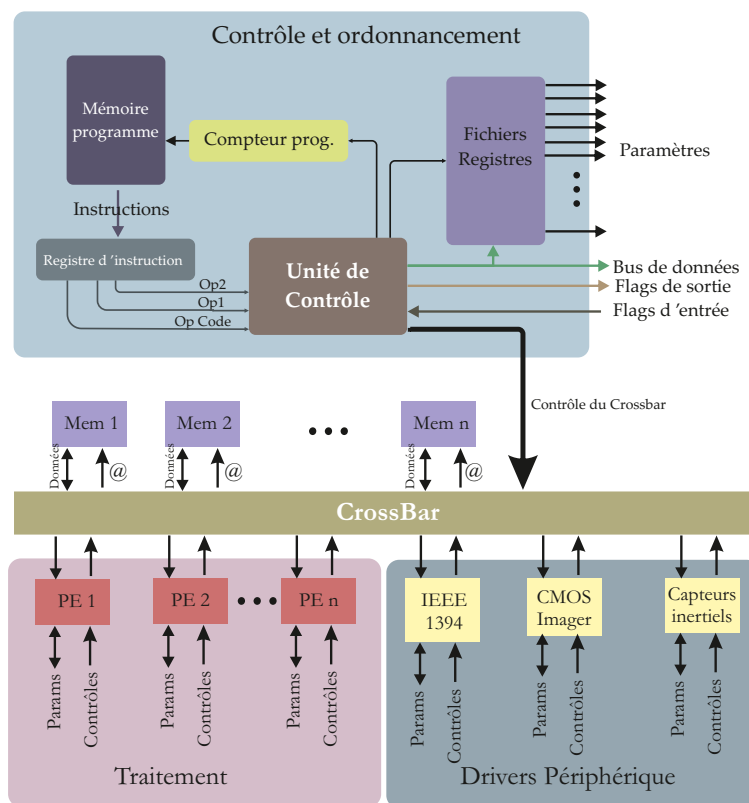 Contrôle et ordonnancement
Mémoire
programme
Compteur prog.
Fichiers
Registres
Paramètres
Instructions
Registre d 'instruction
Op2
Op1
Op Code
Unité de
Contrôle
Bus de données
Flags de sortie
Flags d 'entrée
Contrôle du Crossbar
Mem 1
Mem 2
Mem n
Données
@
Données
@
Données
@
CrossBar
PE 1
PE 2
PE n
IEEE
1394
CMOS
Imager
Capteurs
inertiels
Params
Contrôles
Params
Contrôles
Params
Contrôles
Params
Contrôles
Params
Contrôles
Params
Contrôles
Traitement
Drivers Périphérique